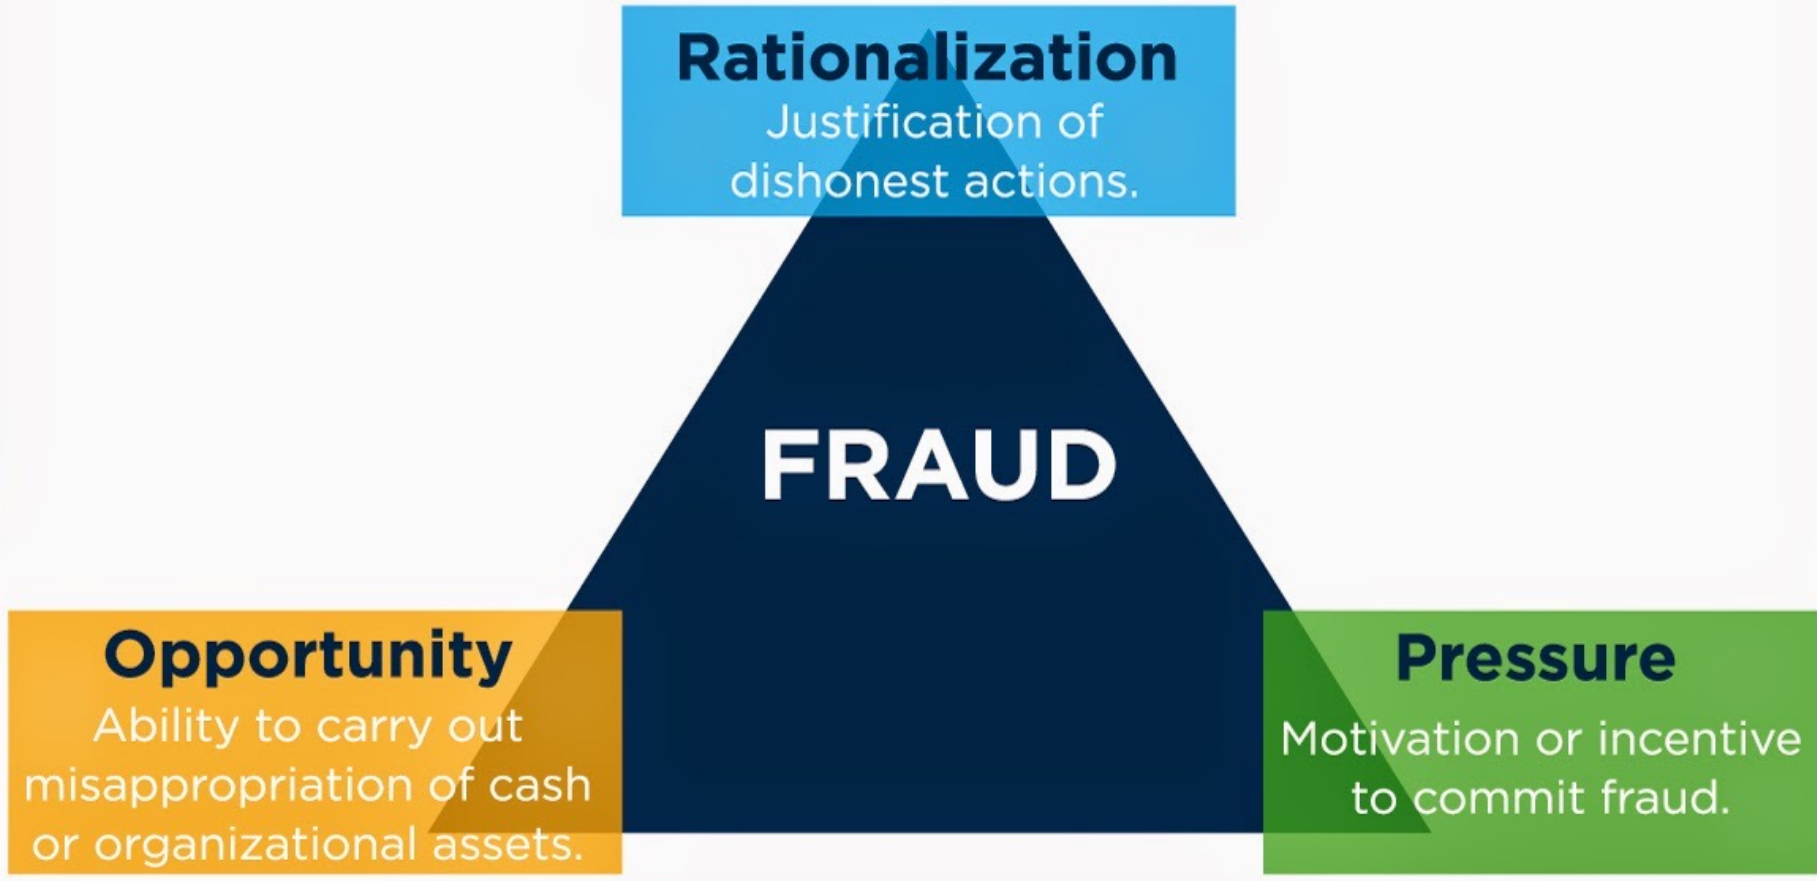 Rationalization
Justification of
dishonest actions.
FRAUD
Opportunity
Ability to carry out
misappropriation of cash
or organizational assets.
Pressure
Motivation or incentive
to commit fraud.